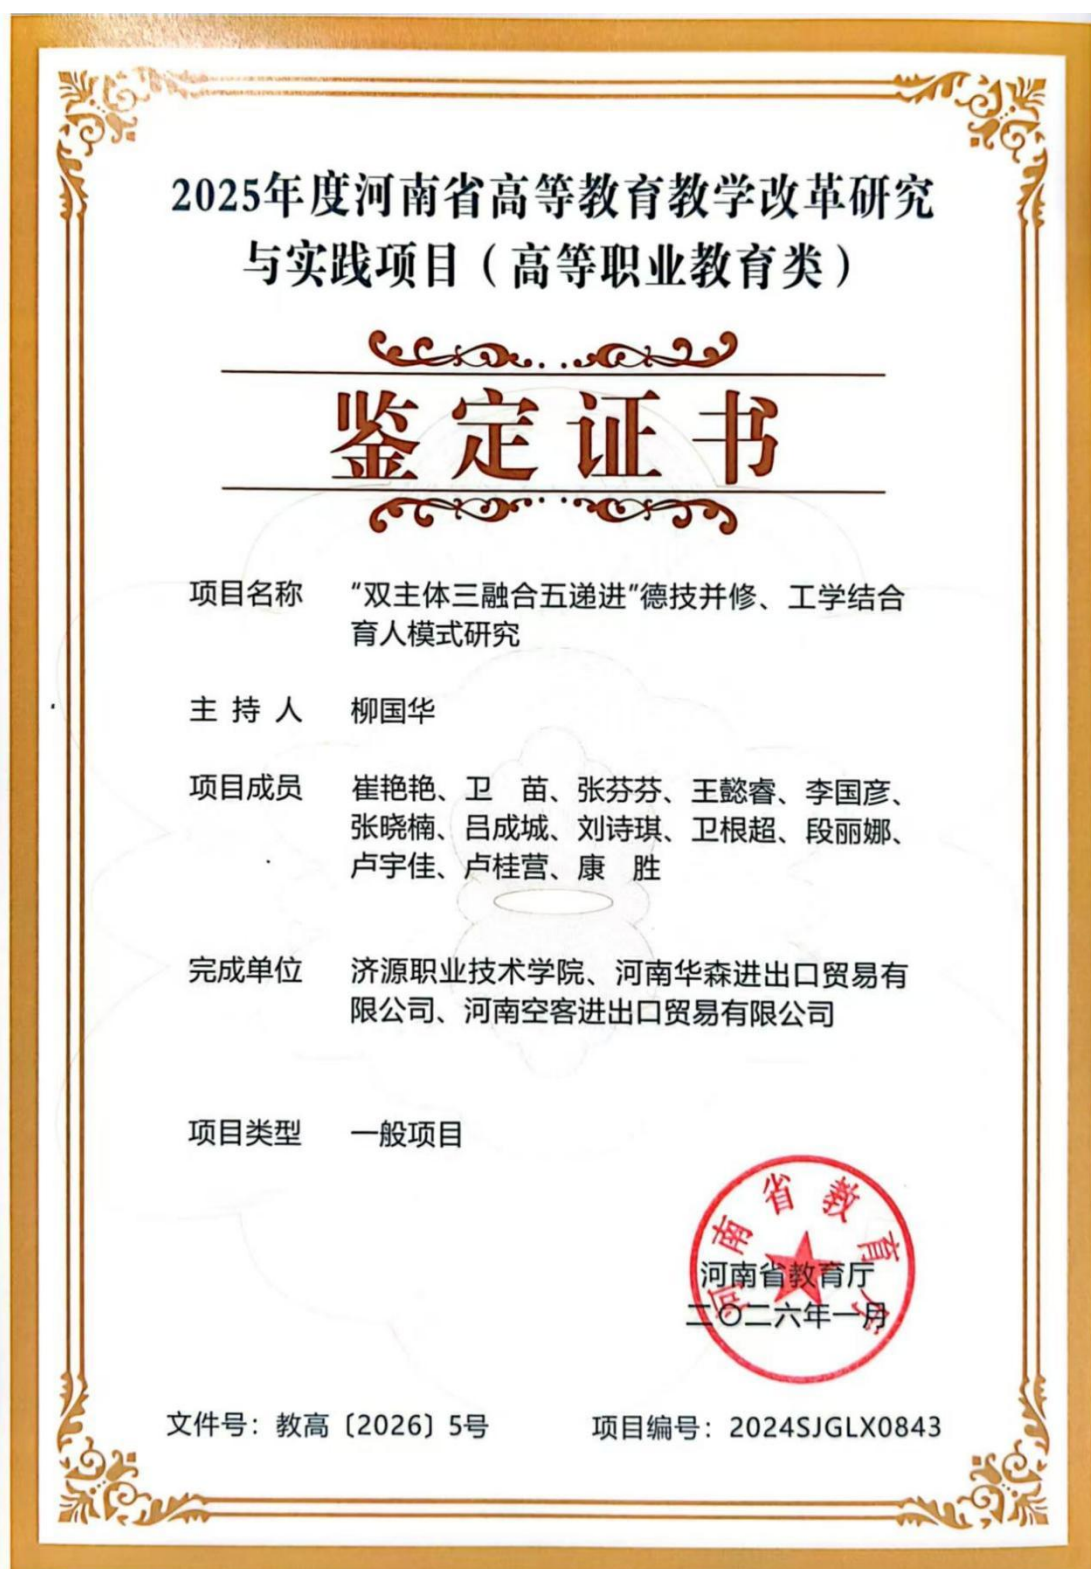 2025年度河南省高等教育教学改革研究
与实践项目（高等职业教育类）
鉴定证书
项目名称 “双主体三融合五递进”德技并修、工学结合
育人模式研究
主持人 柳国华
项目成员 崔艳艳、卫 苗、张芬芬、王懿睿、李国彦、
张晓楠、吕成城、刘诗琪、卫根超、段丽娜、
卢宇佳、卢桂营、康 胜
完成单位 济源职业技术学院、河南华森进出口贸易有
限公司、河南空客进出口贸易有限公司
项目类型 一般项目
河南省教育厅
河南省教育厅
二〇二六年一月
文件号：教高〔2026〕5号 项目编号：2024SJGLX0843